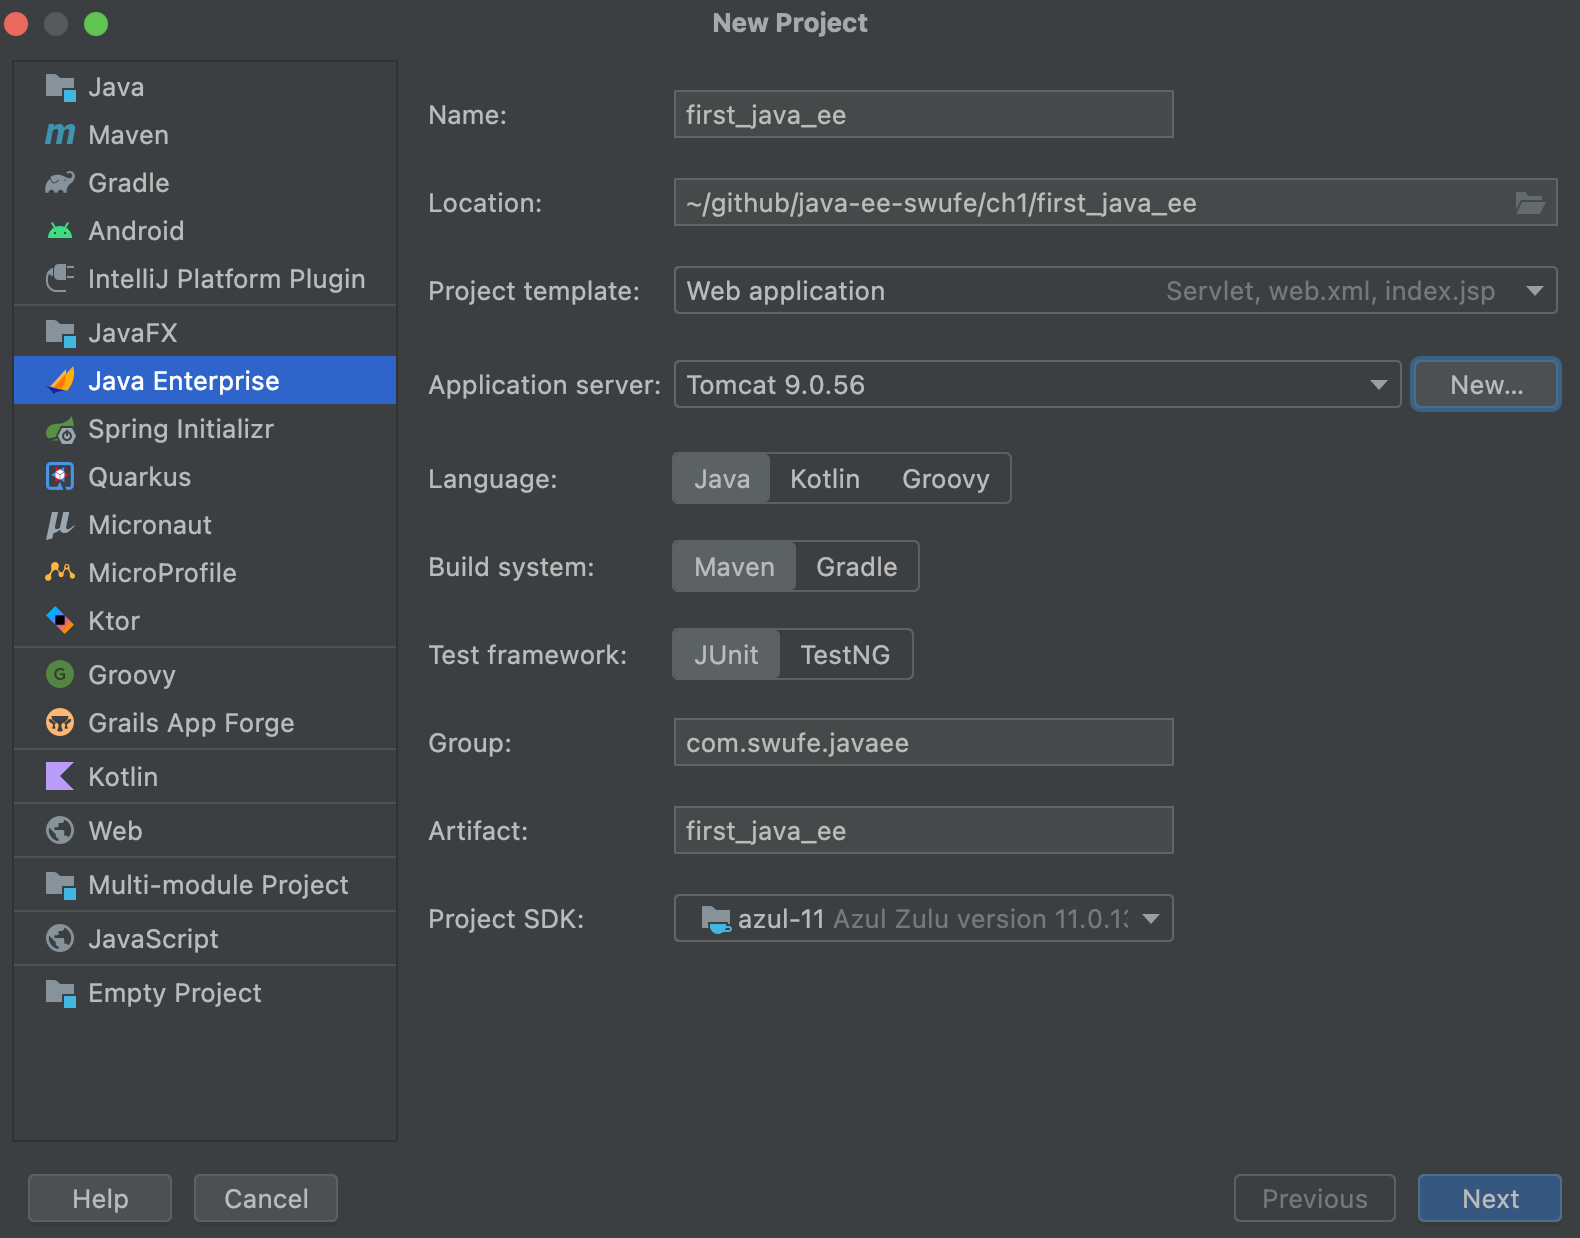 New Project
Java
Maven
Gradle
Android
IntelliJ Platform Plugin
JavaFX
Java Enterprise
Spring Initializr
Quarkus
Micronaut
MicroProfile
Ktor
Groovy
Grails App Forge
Kotlin
Web
Multi-module Project
JavaScript
Empty Project
Name: first_java_ee
Location: ~/github/java-ee-swufe/ch1/first_java_ee
Project template: Web application Servlet, web.xml, index.jsp
Application server: Tomcat 9.0.56 New...
Language: Java Kotlin Groovy
Build system: Maven Gradle
Test framework: JUnit TestNG
Group: com.swufe.javaee
Artifact: first_java_ee
Project SDK: azul-11 Azul Zulu version
Help Cancel Previous Next